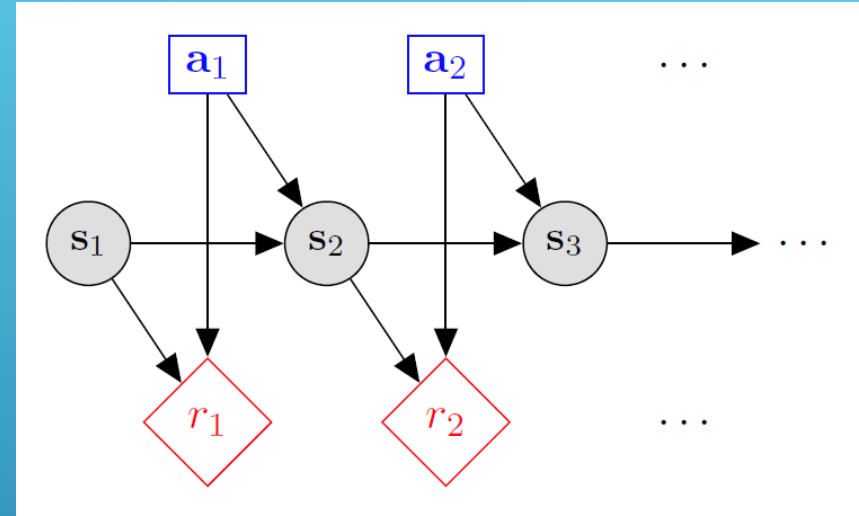 a₁ a₂ ...
s₁ s₂ s₃ ...
r₁ r₂ ...